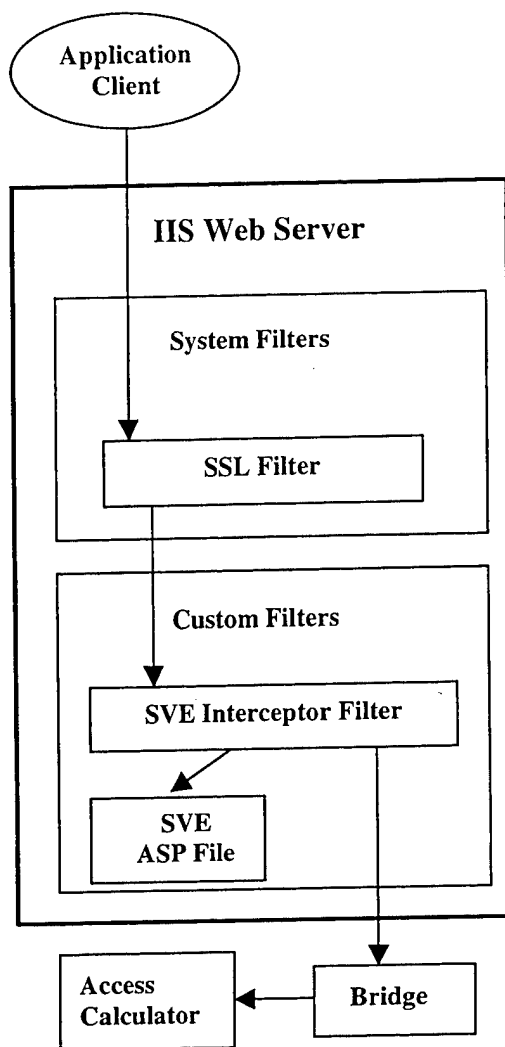 Application
Client
IIS Web Server
System Filters
SSL Filter
Custom Filters
SVE Interceptor Filter
SVE
ASP File
Access
Calculator
Bridge